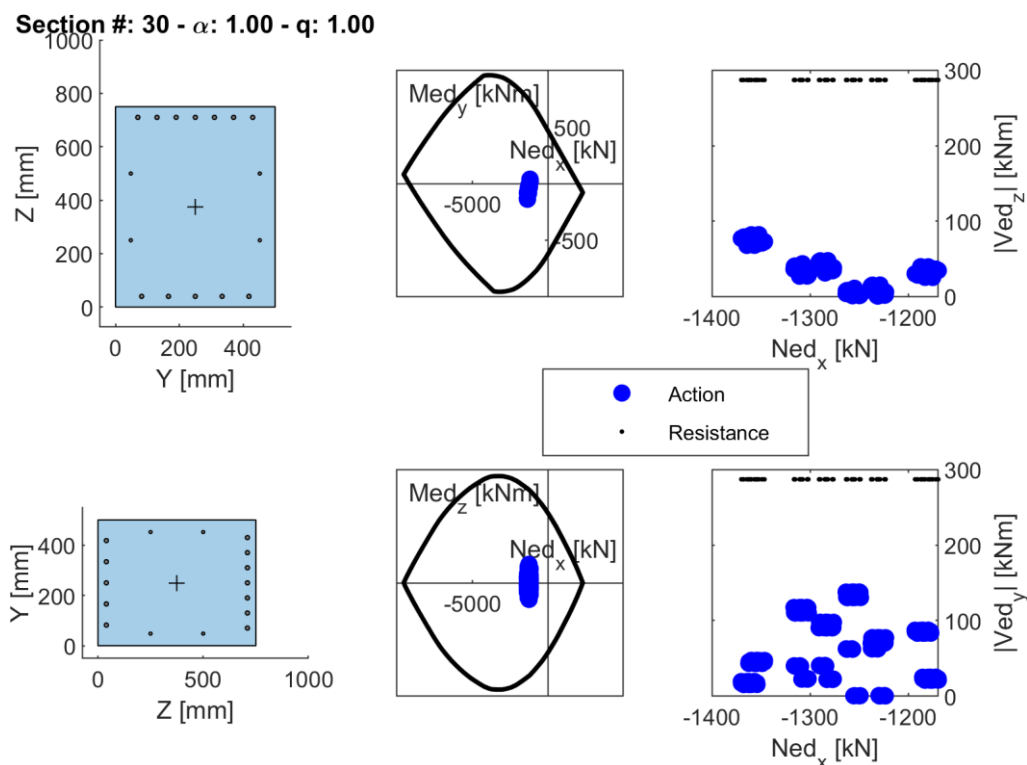 Section #: 30 - α: 1.00 - q: 1.00
1000
800
600
400
200
0
Z [mm]
0 200 400
Y [mm]
Med_y [kNm]
500
Ned_x [kN]
-5000
-500
300
200
100
0
|Ved_z| [kNm]
-1400 -1300 -1200
Ned_x [kN]
Action
Resistance
400
200
0
Y [mm]
0 500 1000
Z [mm]
Med_z [kNm]
Ned_x [kN]
-5000
300
200
100
0
|Ved_y| [kNm]
-1400 -1300 -1200
Ned_x [kN]